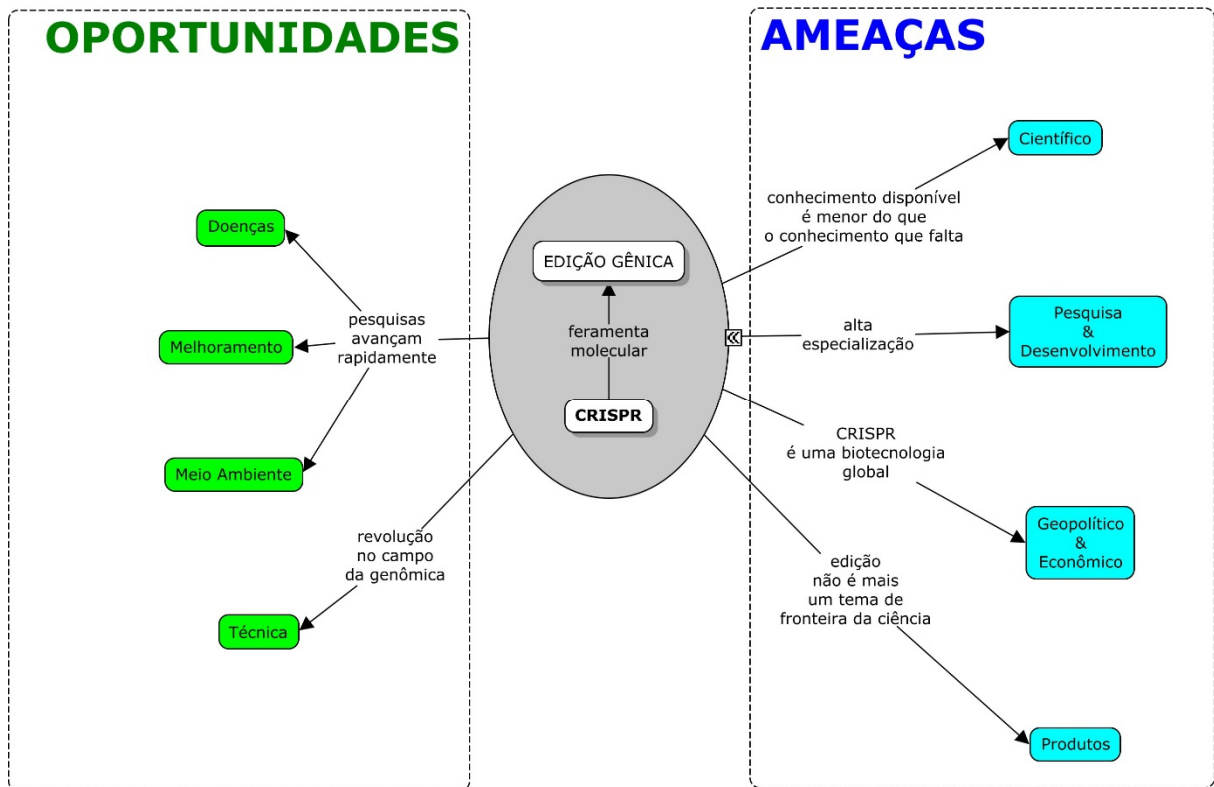 OPORTUNIDADES
Doenças
Melhoramento
Meio Ambiente
Técnica
pesquisas
avançam
rapidamente
revolução
no campo
da genômica
EDIÇÃO GÊNICA
feramenta
molecular
CRISPR
AMEAÇAS
conhecimento disponível
é menor do que
o conhecimento que falta
Científico
alta
especialização
Pesquisa
&
Desenvolvimento
CRISPR
é uma biotecnologia
global
Geopolítico
&
Econômico
edição
não é mais
um tema de
fronteira da ciência
Produtos